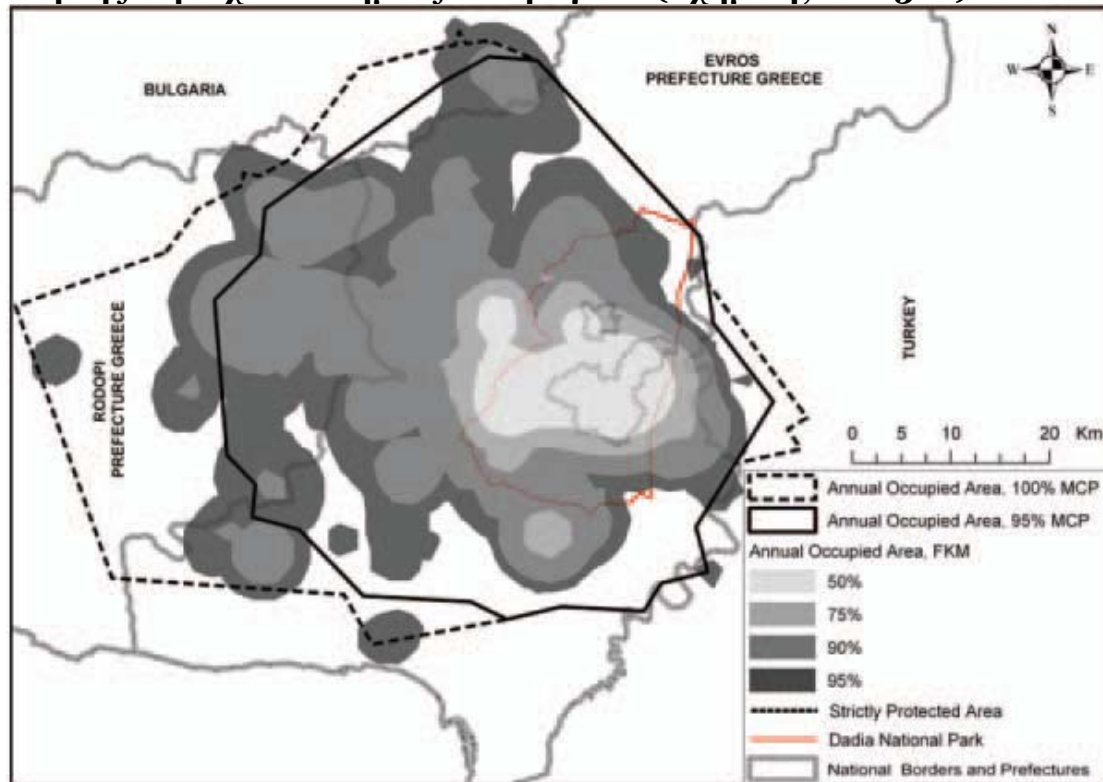 BULGARIA
EVROS
PREFECTURE GREECE
N
W E
S
RODOPI
PREFECTURE GREECE
TURKEY
0 5 10 20 Km
Annual Occupied Area, 100% MCP
Annual Occupied Area, 95% MCP
Annual Occupied Area, FKM
50%
75%
90%
95%
Strictly Protected Area
Dadia National Park
National Borders and Prefectures